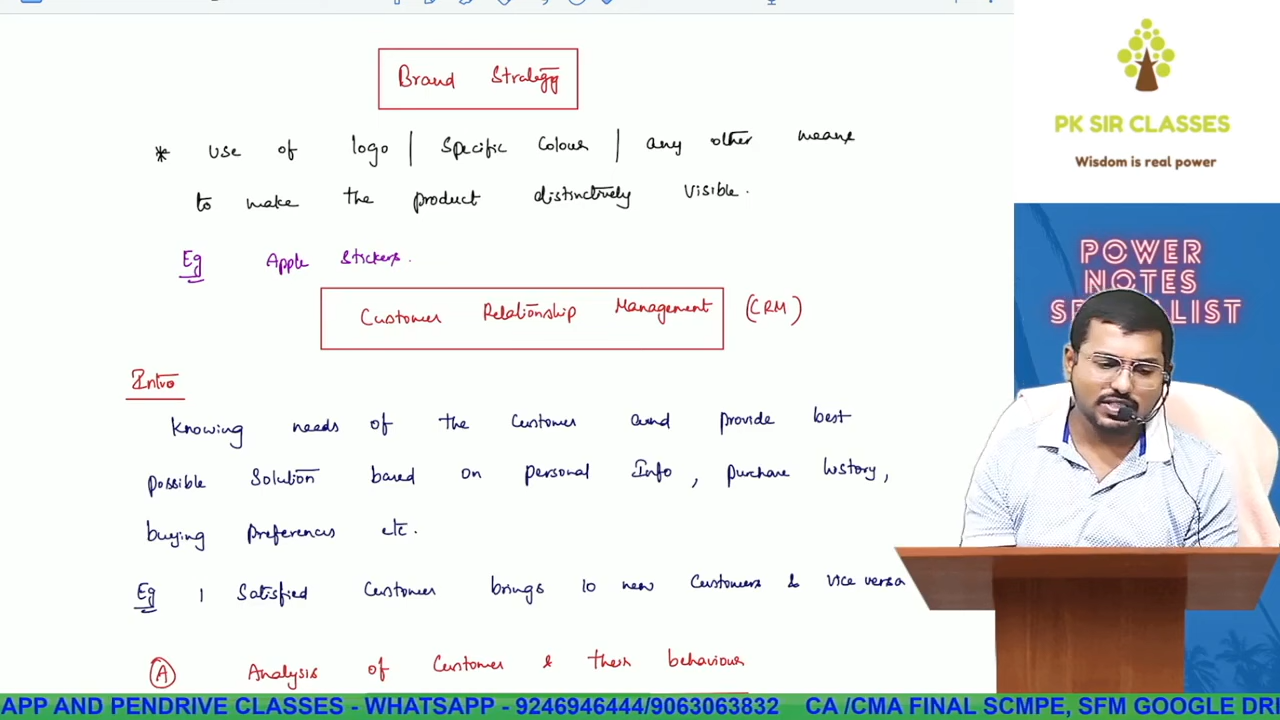 Brand Strategy
* use of logo | Specific Colour | any other means
to make the product distinctively visible.
Eg Apple Stickers.
Customer Relationship Management (CRM)
Intro
Knowing needs of the Customer and provide best
possible Solution based on personal Info, purchase history,
buying preferences etc.
Eg 1 Satisfied Customer brings 10 new Customers & vice versa
(A) Analysis of Customer & their behaviour
PK SIR CLASSES
Wisdom is real power
POWER
NOTES
SPECIALIST
APP AND PENDRIVE CLASSES - WHATSAPP - 9246946444/9063063832 CA /CMA FINAL SCMPE, SFM GOOGLE DRI